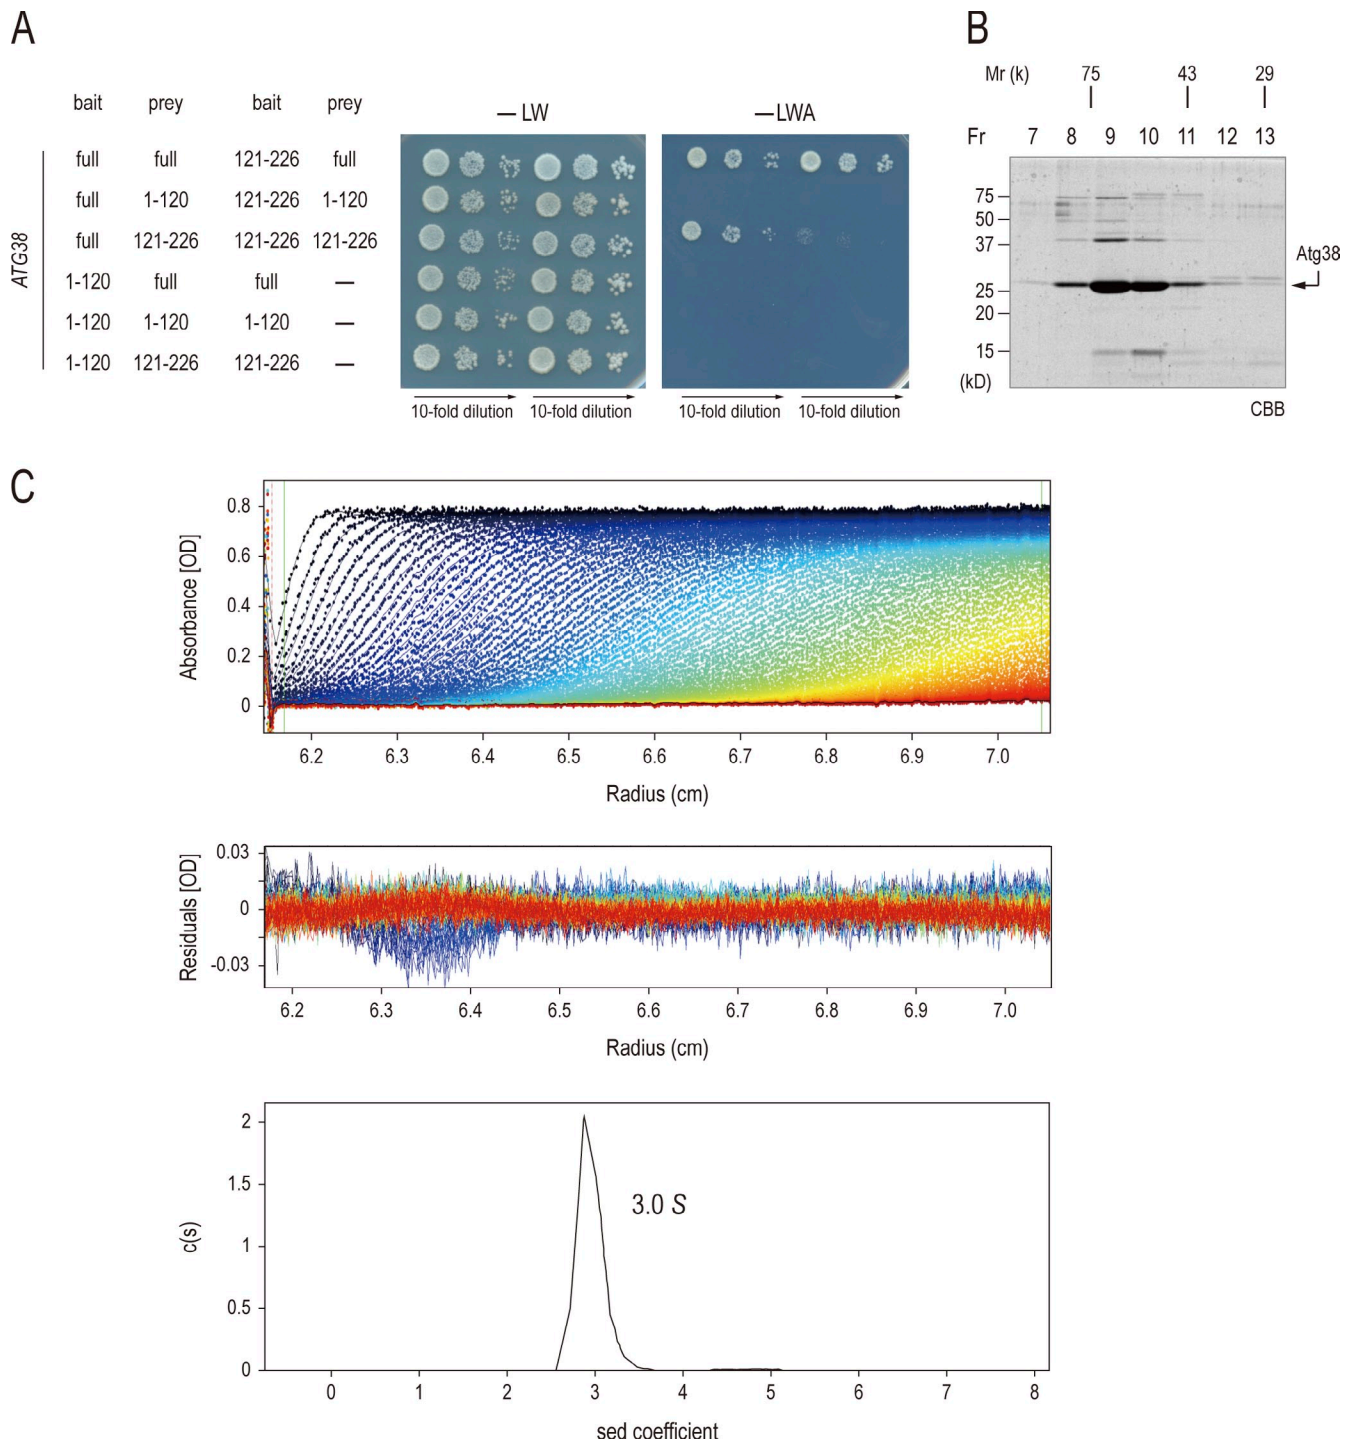 A
bait prey bait prey
ATG38
full full 121-226 full
full 1-120 121-226 1-120
full 121-226 121-226 121-226
1-120 full full —
1-120 1-120 1-120 —
1-120 121-226 121-226 —
— LW
—LWA
10-fold dilution 10-fold dilution
10-fold dilution 10-fold dilution
B
Mr (k) 75 43 29
Fr 7 8 9 10 11 12 13
75
50
37
25
20
15
(kD)
Atg38
CBB
C
Absorbance [OD]
0.8
0.6
0.4
0.2
0
6.2 6.3 6.4 6.5 6.6 6.7 6.8 6.9 7.0
Radius (cm)
Residuals [OD]
0.03
0
-0.03
6.2 6.3 6.4 6.5 6.6 6.7 6.8 6.9 7.0
Radius (cm)
c(s)
2
1.5
1
0.5
0
3.0 S
0 1 2 3 4 5 6 7 8
sed coefficient